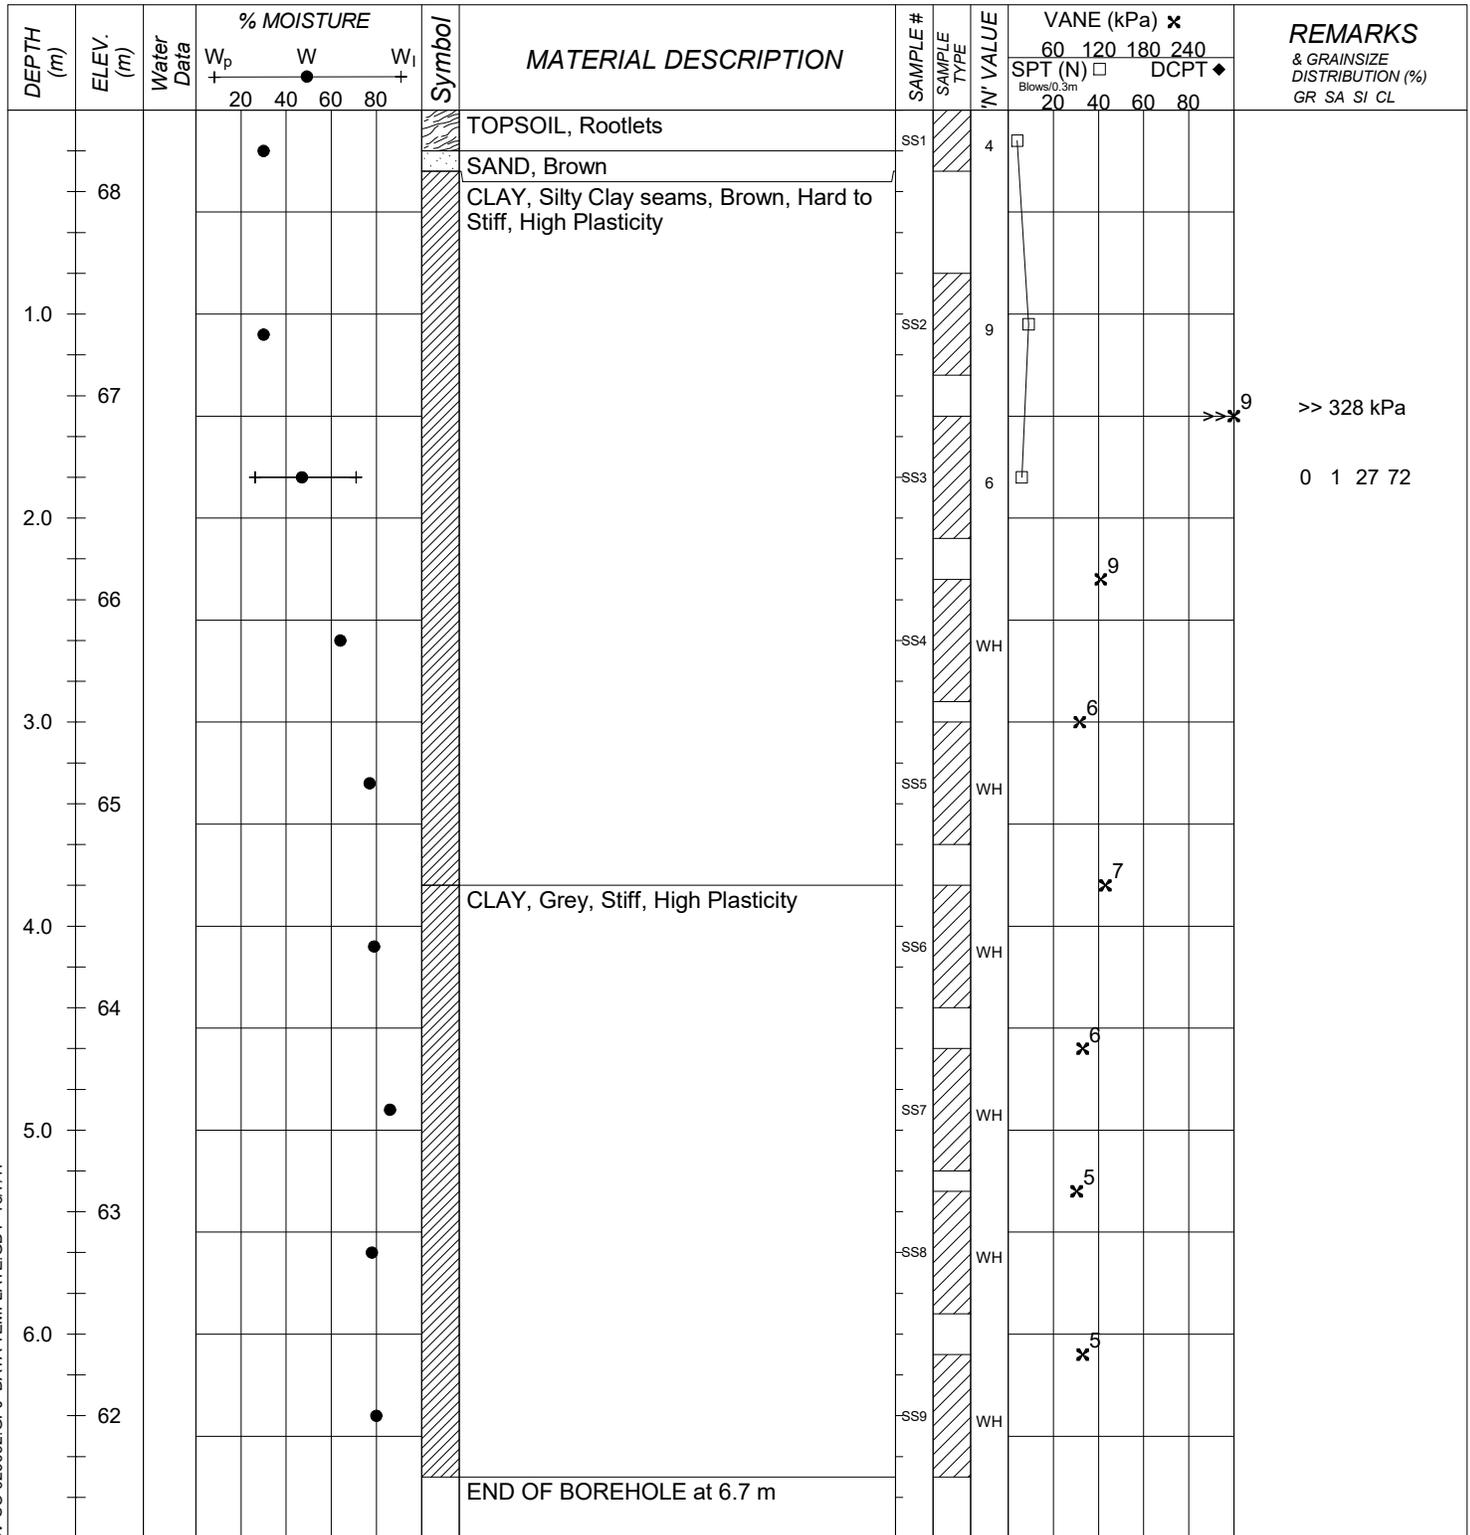 DEPTH
(m)
ELEV.
(m)
Water
Data
% MOISTURE
Wp W Wl
20 40 60 80
Symbol
MATERIAL DESCRIPTION
SAMPLE #
SAMPLE
TYPE
'N' VALUE
VANE (kPa) ✖
60 120 180 240
SPT (N) □ DCPT ◆
Blows/0.3m
20 40 60 80
REMARKS
& GRAINSIZE
DISTRIBUTION (%)
GR SA SI CL
TOPSOIL, Rootlets
SS1 4
SAND, Brown
68
CLAY, Silty Clay seams, Brown, Hard to
Stiff, High Plasticity
1.0
SS2 9
67
>> 9 >> 328 kPa
SS3 6 0 1 27 72
2.0
9
66
SS4 WH
3.0 6
SS5 WH
65
7
CLAY, Grey, Stiff, High Plasticity
4.0
SS6 WH
64
6
SS7 WH
5.0
5
63
SS8 WH
6.0 5
62 SS9 WH
END OF BOREHOLE at 6.7 m